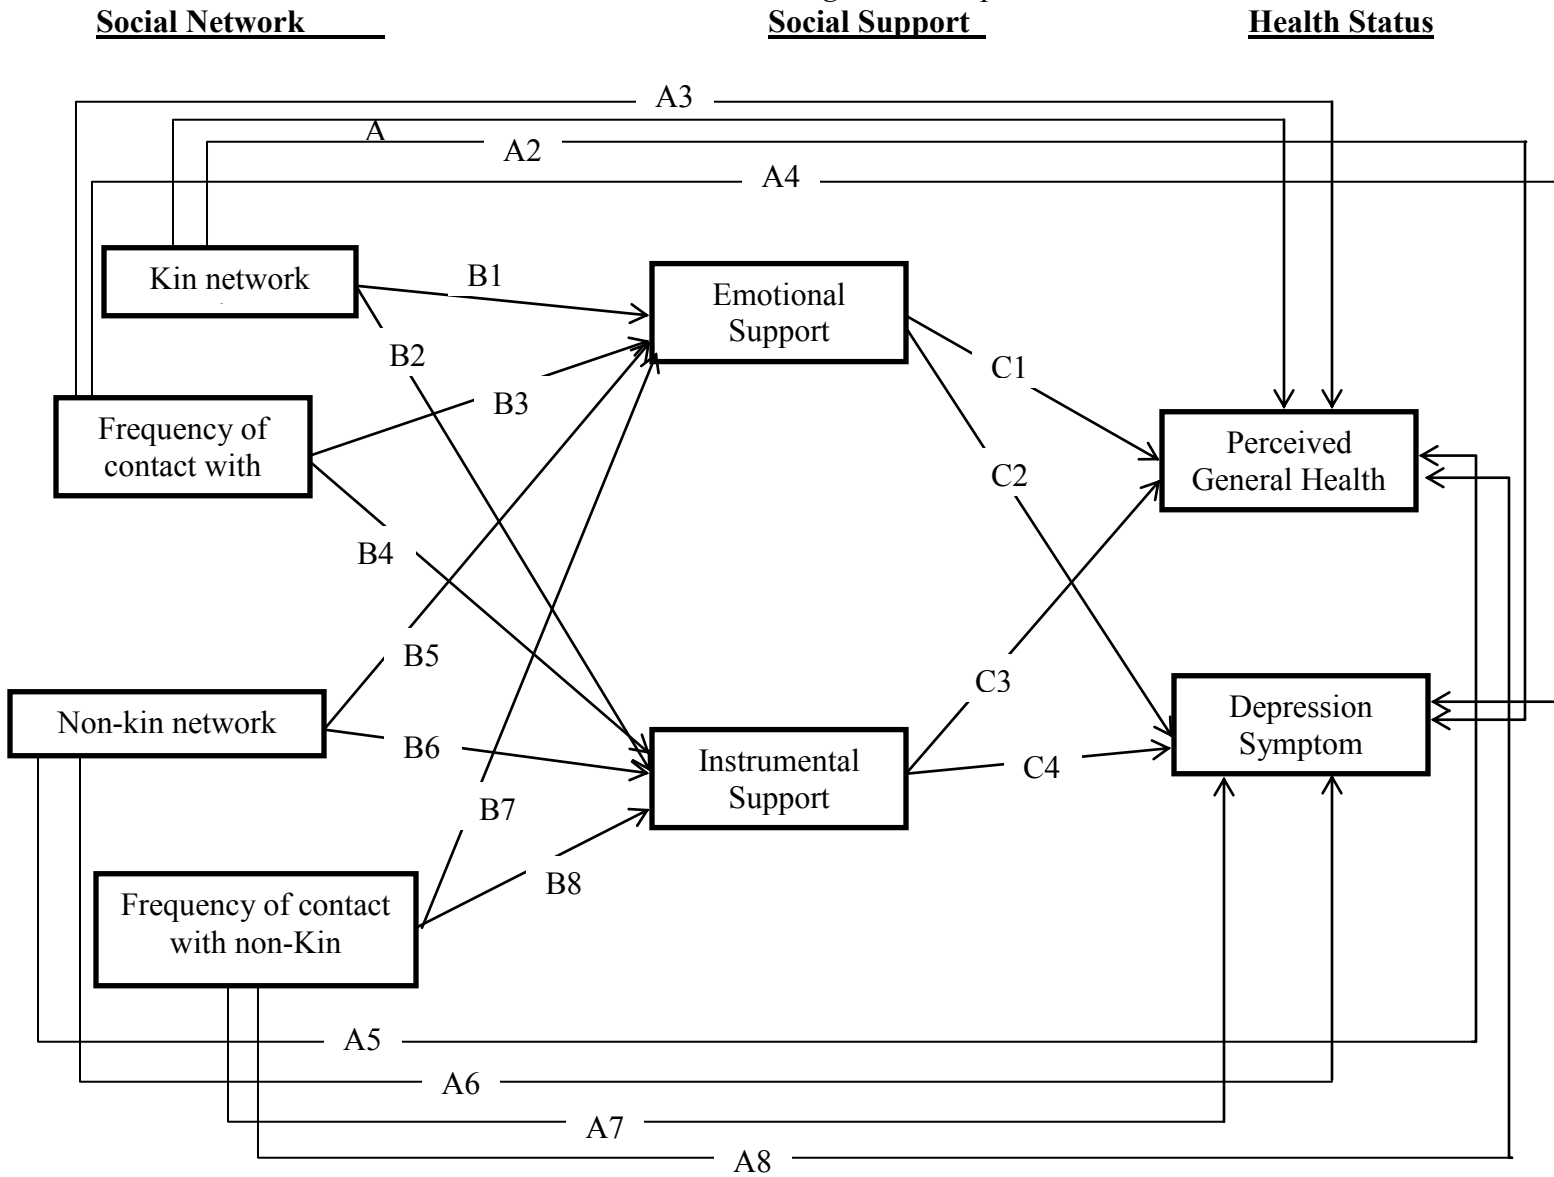 Social Network
Social Support
Health Status
A3
A
A2
A4
Kin network
B1
Emotional
Support
B2
C1
B3
Frequency of
contact with
Perceived
General Health
C2
B4
B5
C3
Non-kin network
Depression
Symptom
B6
Instrumental
Support
C4
B7
B8
Frequency of contact
with non-Kin
A5
A6
A7
A8